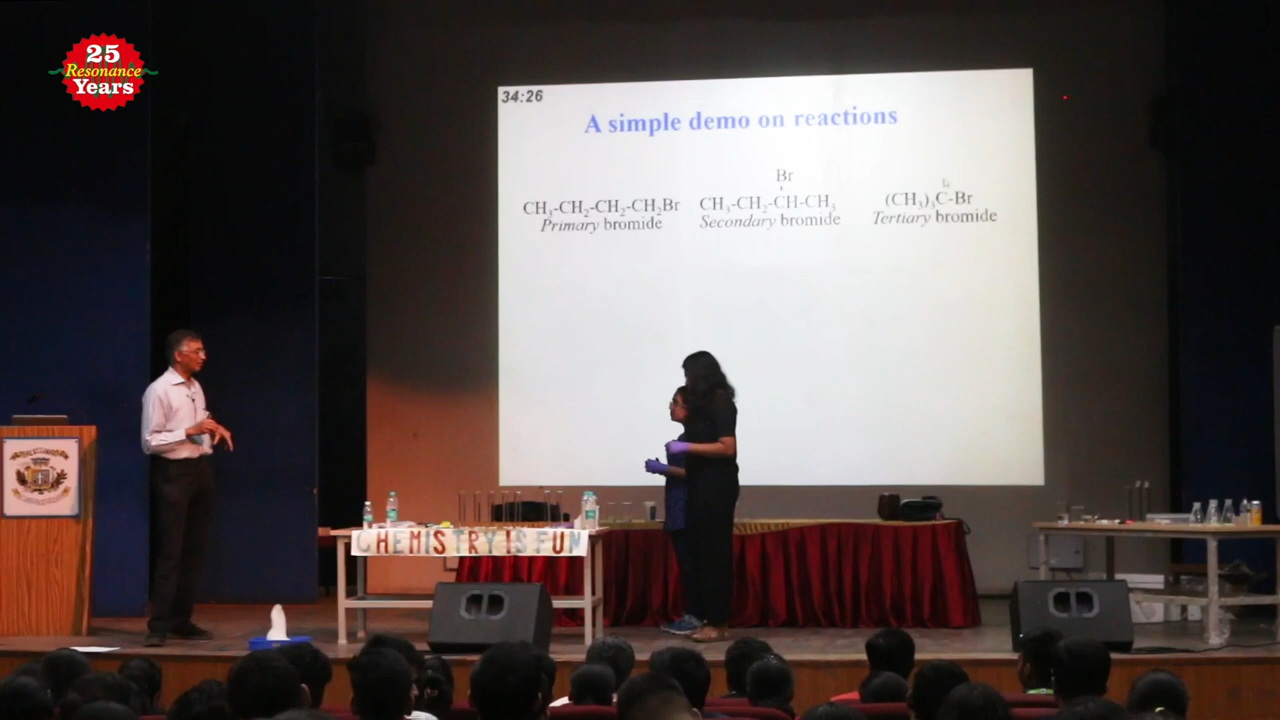 25
Resonance
Years
34:26
A simple demo on reactions
Br
CH₃-CH₂-CH₂-CH₂Br
CH₃-CH₂-CH-CH₃
(CH₃)₃C-Br
Primary bromide
Secondary bromide
Tertiary bromide
CHEMISTRY IS FUN